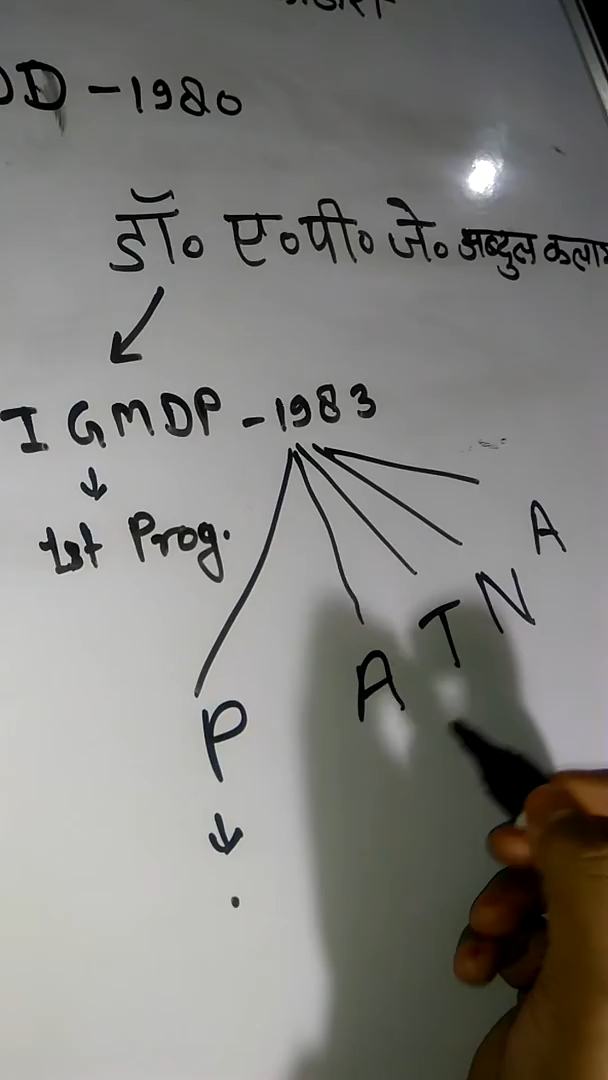 D - 1980
डॉ० ए०पी० जे० अब्दुल कलाम
↙
IGMDP - 1983
↓
1st Prog.
A
N
T
A
P
↓
.